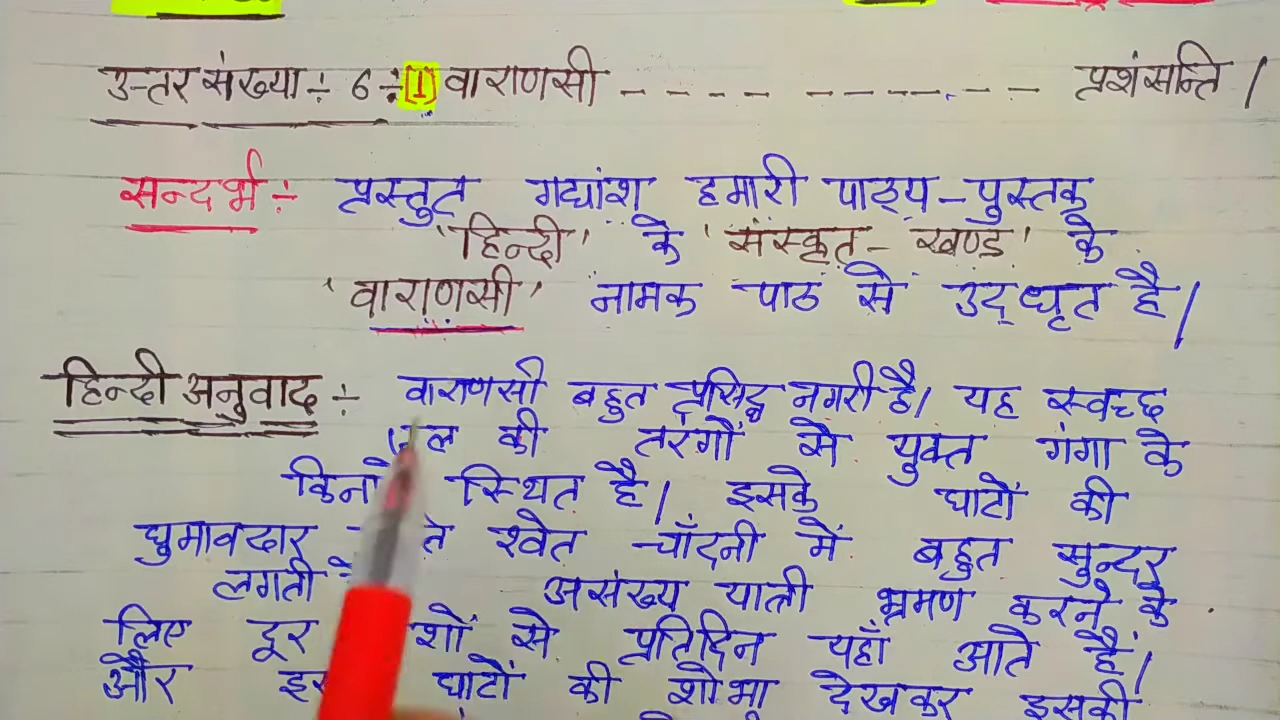 उत्तर संख्या ÷ 6 ÷ (I) वाराणसी - - - - - - - - - - - प्रशंसन्ति।
सन्दर्भ ÷ प्रस्तुत गद्यांश हमारी पाठ्य-पुस्तक
'हिन्दी' के 'संस्कृत- खण्ड' के
'वाराणसी' नामक पाठ से उद्धृत है।
हिन्दी अनुवाद ÷ वाराणसी बहुत प्रसिद्ध नगरी है। यह स्वच्छ
जल की तरंगों से युक्त गंगा के
स्थित है। इसके घाटों की
घुमावदार श्वेत चाँदनी में बहुत सुन्दर
लगती असंख्य यात्री भ्रमण करने के
लिए दूर से प्रतिदिन यहाँ आते हैं।
और घाटों की शोभा देखकर इसकी